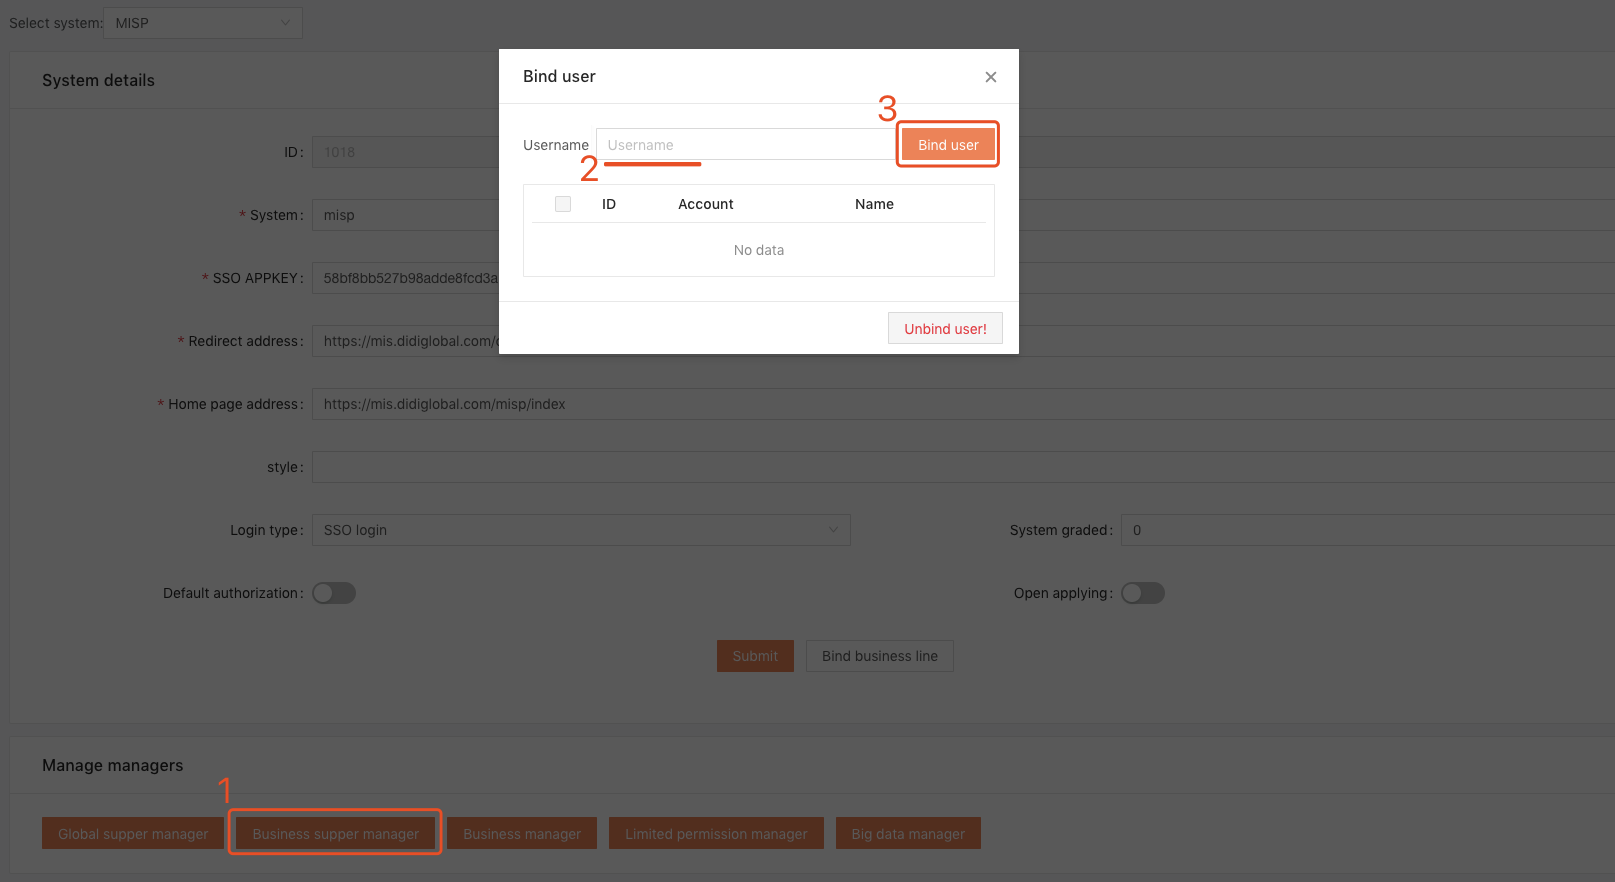 Select system: MISP
System details
Bind user
3
Username Username Bind user
2
ID Account Name
No data
Unbind user!
ID: 1018
* System: misp
* SSO APPKEY: 58bf8bb527b98adde8fcd3a
* Redirect address: https://mis.didiglobal.com/
* Home page address: https://mis.didiglobal.com/misp/index
style:
Login type: SSO login System graded: 0
Default authorization: Open applying:
Submit Bind business line
Manage managers
1
Global supper manager Business supper manager Business manager Limited permission manager Big data manager